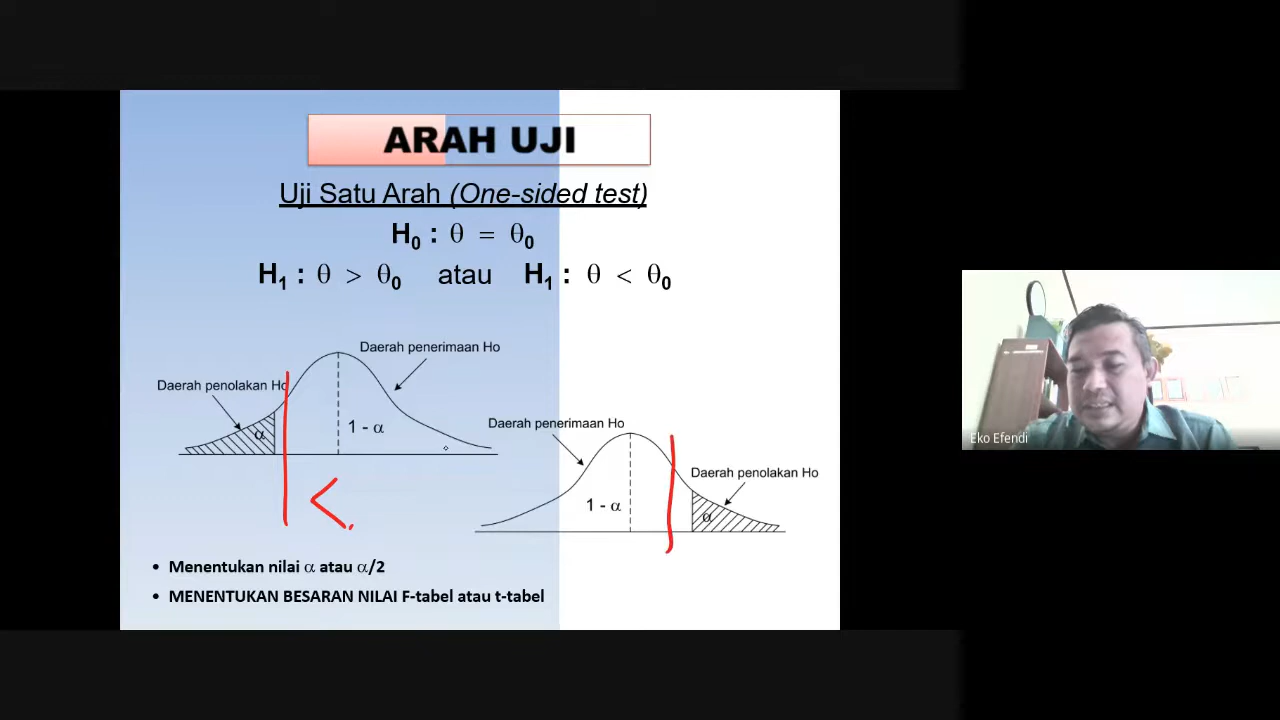 ARAH UJI
Uji Satu Arah (One-sided test)
H₀ : θ = θ₀
H₁ : θ > θ₀ atau H₁ : θ < θ₀
Daerah penerimaan Ho
Daerah penolakan Ho
α
1 - α
Daerah penerimaan Ho
Daerah penolakan Ho
1 - α
α
<
• Menentukan nilai α atau α/2
• MENENTUKAN BESARAN NILAI F-tabel atau t-tabel
Eko Efendi